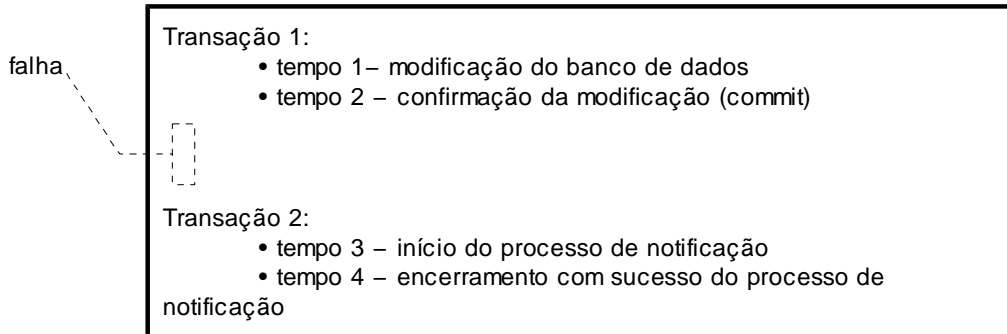 Transação 1:
• tempo 1– modificação do banco de dados
falha
• tempo 2 – confirmação da modificação (commit)
Transação 2:
• tempo 3 – início do processo de notificação
• tempo 4 – encerramento com sucesso do processo de
notificação